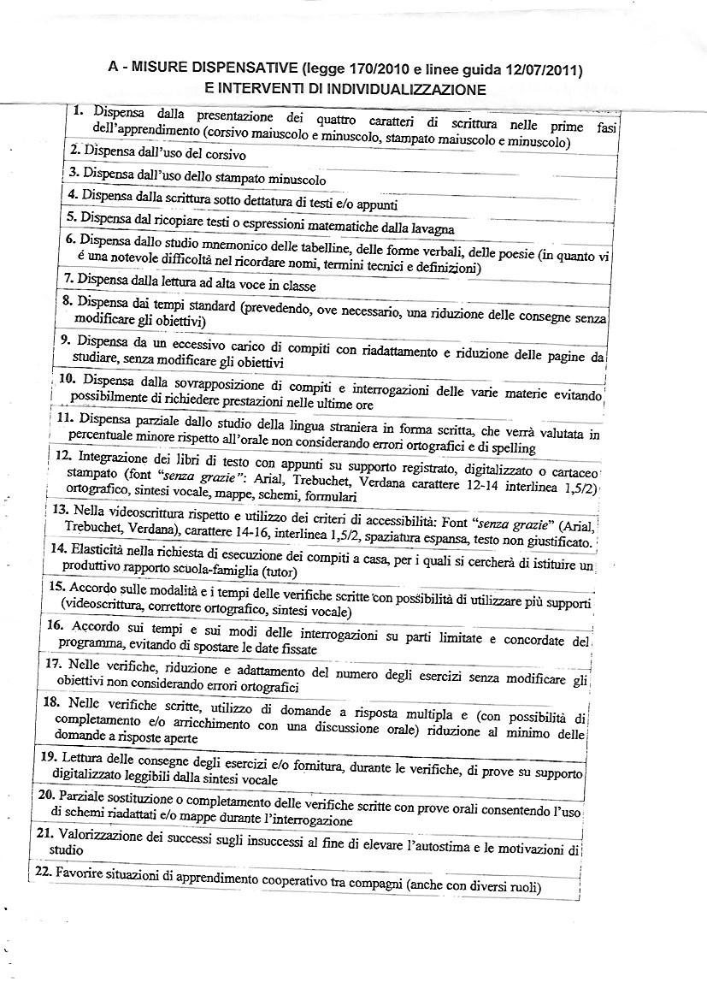 A - MISURE DISPENSATIVE (legge 170/2010 e linee guida 12/07/2011)
E INTERVENTI DI INDIVIDUALIZZAZIONE
1. Dispensa dalla presentazione dei quattro caratteri di scrittura nelle prime fasi
dell'apprendimento (corsivo maiuscolo e minuscolo, stampato maiuscolo e minuscolo)
2. Dispensa dall'uso del corsivo
3. Dispensa dall'uso dello stampato minuscolo
4. Dispensa dalla scrittura sotto dettatura di testi e/o appunti
5. Dispensa dal ricopiare testi o espressioni matematiche dalla lavagna
6. Dispensa dallo studio mnemonico delle tabelline, delle forme verbali, delle poesie (in quanto vi
é una notevole difficoltà nel ricordare nomi, termini tecnici e definizioni)
7. Dispensa dalla lettura ad alta voce in classe
8. Dispensa dai tempi standard (prevedendo, ove necessario, una riduzione delle consegne senza
modificare gli obiettivi)
9. Dispensa da un eccessivo carico di compiti con riadattamento e riduzione delle pagine da
studiare, senza modificare gli obiettivi
10. Dispensa dalla sovrapposizione di compiti e interrogazioni delle varie materie evitando
possibilmente di richiedere prestazioni nelle ultime ore
11. Dispensa parziale dallo studio della lingua straniera in forma scritta, che verrà valutata in
percentuale minore rispetto all'orale non considerando errori ortografici e di spelling
12. Integrazione dei libri di testo con appunti su supporto registrato, digitalizzato o cartaceo
stampato (font "senza grazie": Arial, Trebuchet, Verdana carattere 12-14 interlinea 1,5/2)
ortografico, sintesi vocale, mappe, schemi, formulari
13. Nella videoscrittura rispetto e utilizzo dei criteri di accessibilità: Font "senza grazie" (Arial,
Trebuchet, Verdana), carattere 14-16, interlinea 1,5/2, spaziatura espansa, testo non giustificato.
14. Elasticità nella richiesta di esecuzione dei compiti a casa, per i quali si cercherà di istituire un
produttivo rapporto scuola-famiglia (tutor)
15. Accordo sulle modalità e i tempi delle verifiche scritte con possibilità di utilizzare più supporti
(videoscrittura, correttore ortografico, sintesi vocale)
16. Accordo sui tempi e sui modi delle interrogazioni su parti limitate e concordate del
programma, evitando di spostare le date fissate
17. Nelle verifiche, riduzione e adattamento del numero degli esercizi senza modificare gli
obiettivi non considerando errori ortografici
18. Nelle verifiche scritte, utilizzo di domande a risposta multipla e (con possibilità di
completamento e/o arricchimento con una discussione orale) riduzione al minimo delle
domande a risposte aperte
19. Lettura delle consegne degli esercizi e/o fornitura, durante le verifiche, di prove su supporto
digitalizzato leggibili dalla sintesi vocale
20. Parziale sostituzione o completamento delle verifiche scritte con prove orali consentendo l'uso
di schemi riadattati e/o mappe durante l'interrogazione
21. Valorizzazione dei successi sugli insuccessi al fine di elevare l'autostima e le motivazioni di
studio
22. Favorire situazioni di apprendimento cooperativo tra compagni (anche con diversi ruoli)